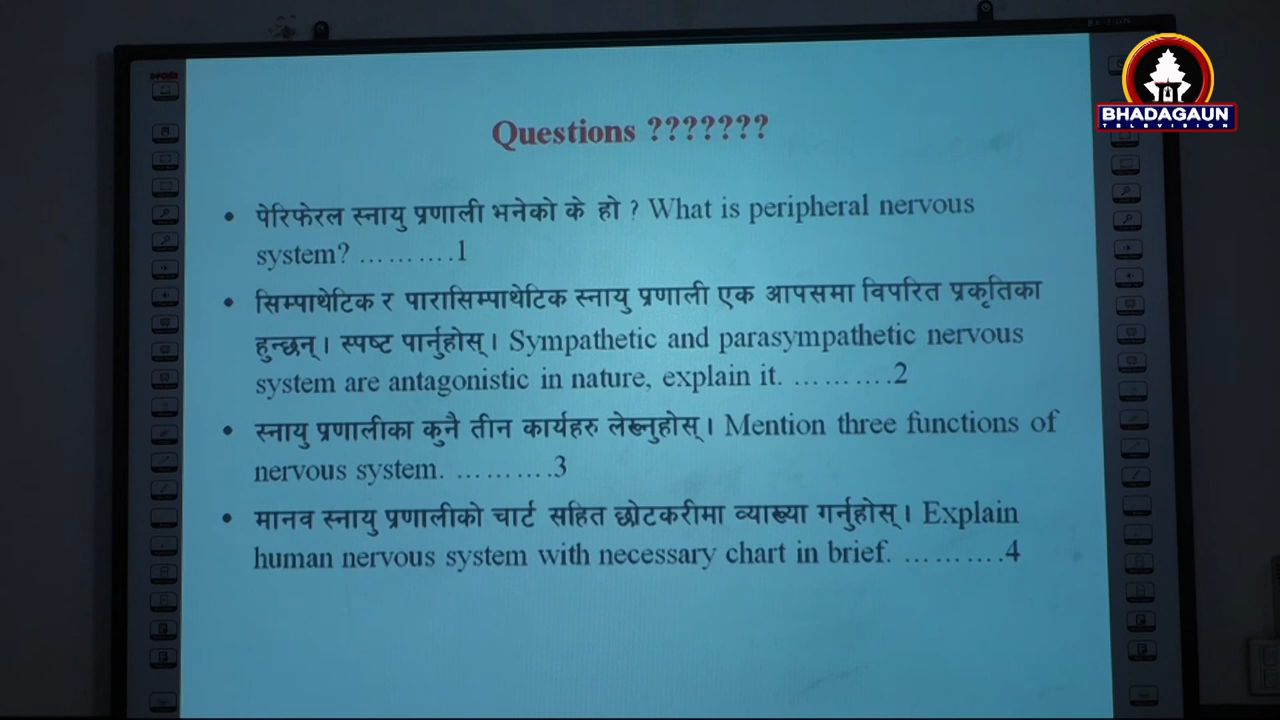 Questions ???????
• पेरिफेरल स्नायु प्रणाली भनेको के हो ? What is peripheral nervous
system? ……….1
• सिम्पाथेटिक र पारासिम्पाथेटिक स्नायु प्रणाली एक आपसमा विपरित प्रकृतिका
हुन्छन् । स्पष्ट पार्नुहोस् । Sympathetic and parasympathetic nervous
system are antagonistic in nature, explain it. ……….2
• स्नायु प्रणालीका कुनै तीन कार्यहरु लेख्नुहोस् । Mention three functions of
nervous system. ……….3
• मानव स्नायु प्रणालीको चार्ट सहित छोटकरीमा व्याख्या गर्नुहोस् । Explain
human nervous system with necessary chart in brief. ……….4
BHADAGAUN
TELEVISION